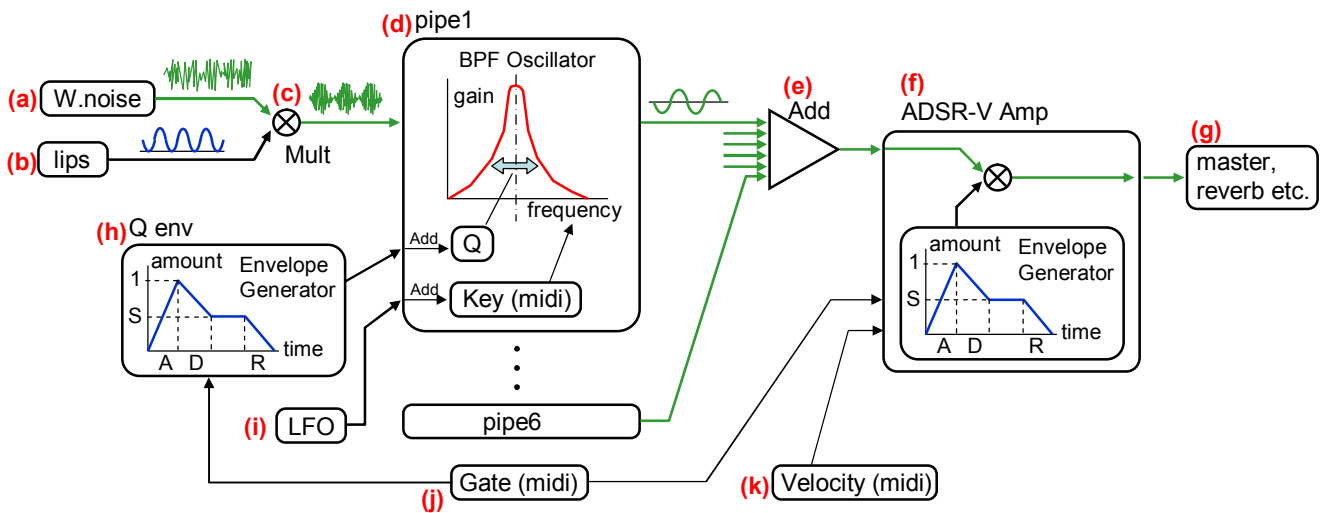 (d) pipe1
BPF Oscillator
gain
frequency
Add
Q
Add
Key (midi)
(a) W.noise
(b) lips
(c)
Mult
(e)
Add
(f)
ADSR-V Amp
(g)
master,
reverb etc.
amount
Envelope
Generator
1
S
time
A D R
(h) Q env
amount
Envelope
Generator
1
S
time
A D R
(i) LFO
pipe6
(j) Gate (midi)
(k) Velocity (midi)